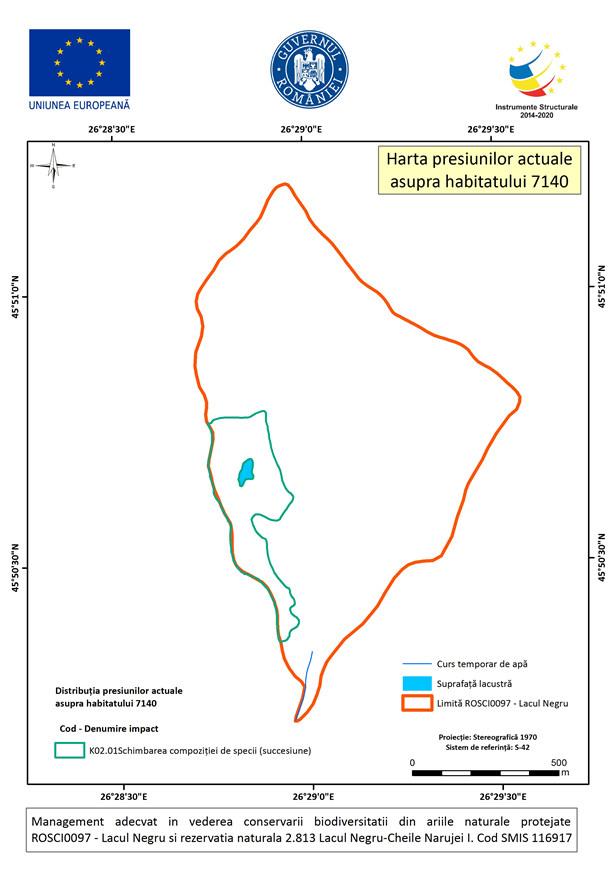 UNIUNEA EUROPEANĂ
GUVERNUL ROMÂNIEI
Instrumente Structurale
2014-2020
26°28'30"E
26°29'0"E
26°29'30"E
N
E
S
Harta presiunilor actuale
asupra habitatului 7140
45°51'0"N
45°51'0"N
45°50'30"N
45°50'30"N
Curs temporar de apă
Suprafață lacustră
Limită ROSCI0097 - Lacul Negru
Distribuția presiunilor actuale
asupra habitatului 7140
Cod - Denumire impact
K02.01Schimbarea compoziției de specii (succesiune)
Proiecție: Stereografică 1970
Sistem de referință: S-42
0
500
m
26°28'30"E
26°29'0"E
26°29'30"E
Management adecvat in vederea conservarii biodiversitatii din ariile naturale protejate
ROSCI0097 - Lacul Negru si rezervatia naturala 2.813 Lacul Negru-Cheile Narujei I. Cod SMIS 116917